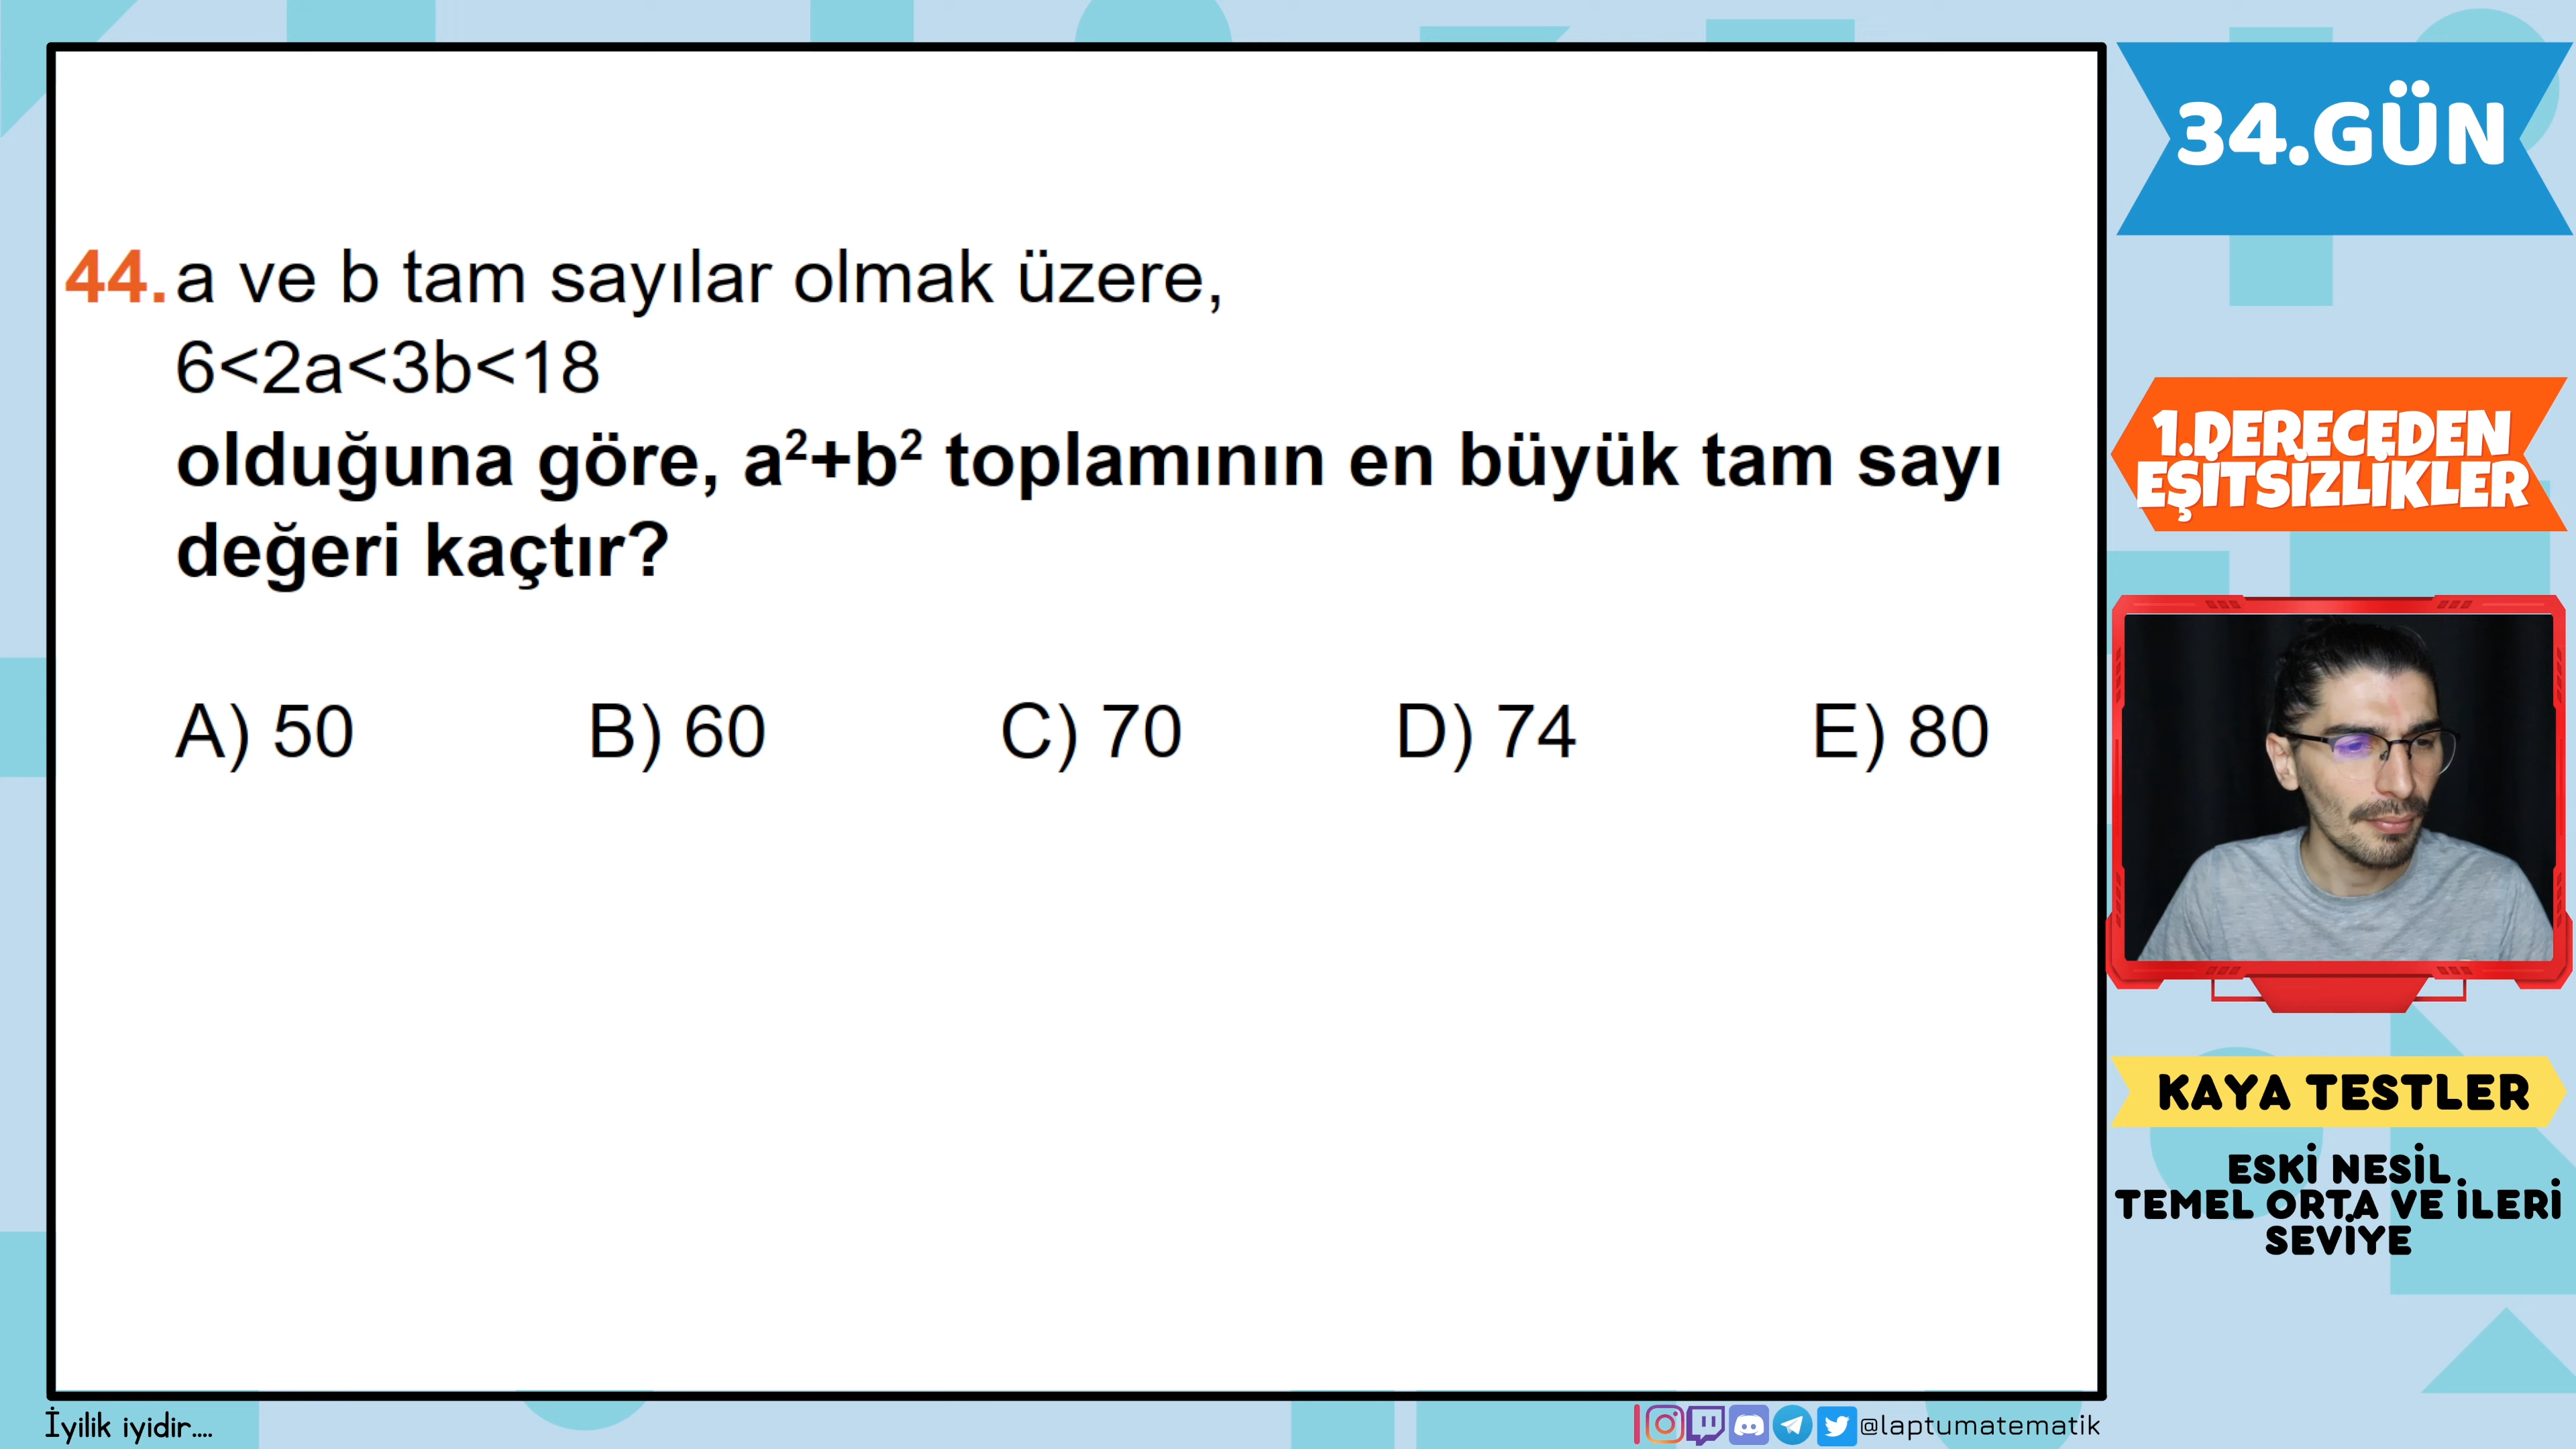 34.GÜN
44. a ve b tam sayılar olmak üzere,
6<2a<3b<18
olduğuna göre, a²+b² toplamının en büyük tam sayı
değeri kaçtır?
A) 50 B) 60 C) 70 D) 74 E) 80
1.DERECEDEN
EŞİTSİZLİKLER
KAYA TESTLER
ESKİ NESİL
TEMEL ORTA VE İLERİ
SEVİYE
İyilik iyidir....
@laptumatematik